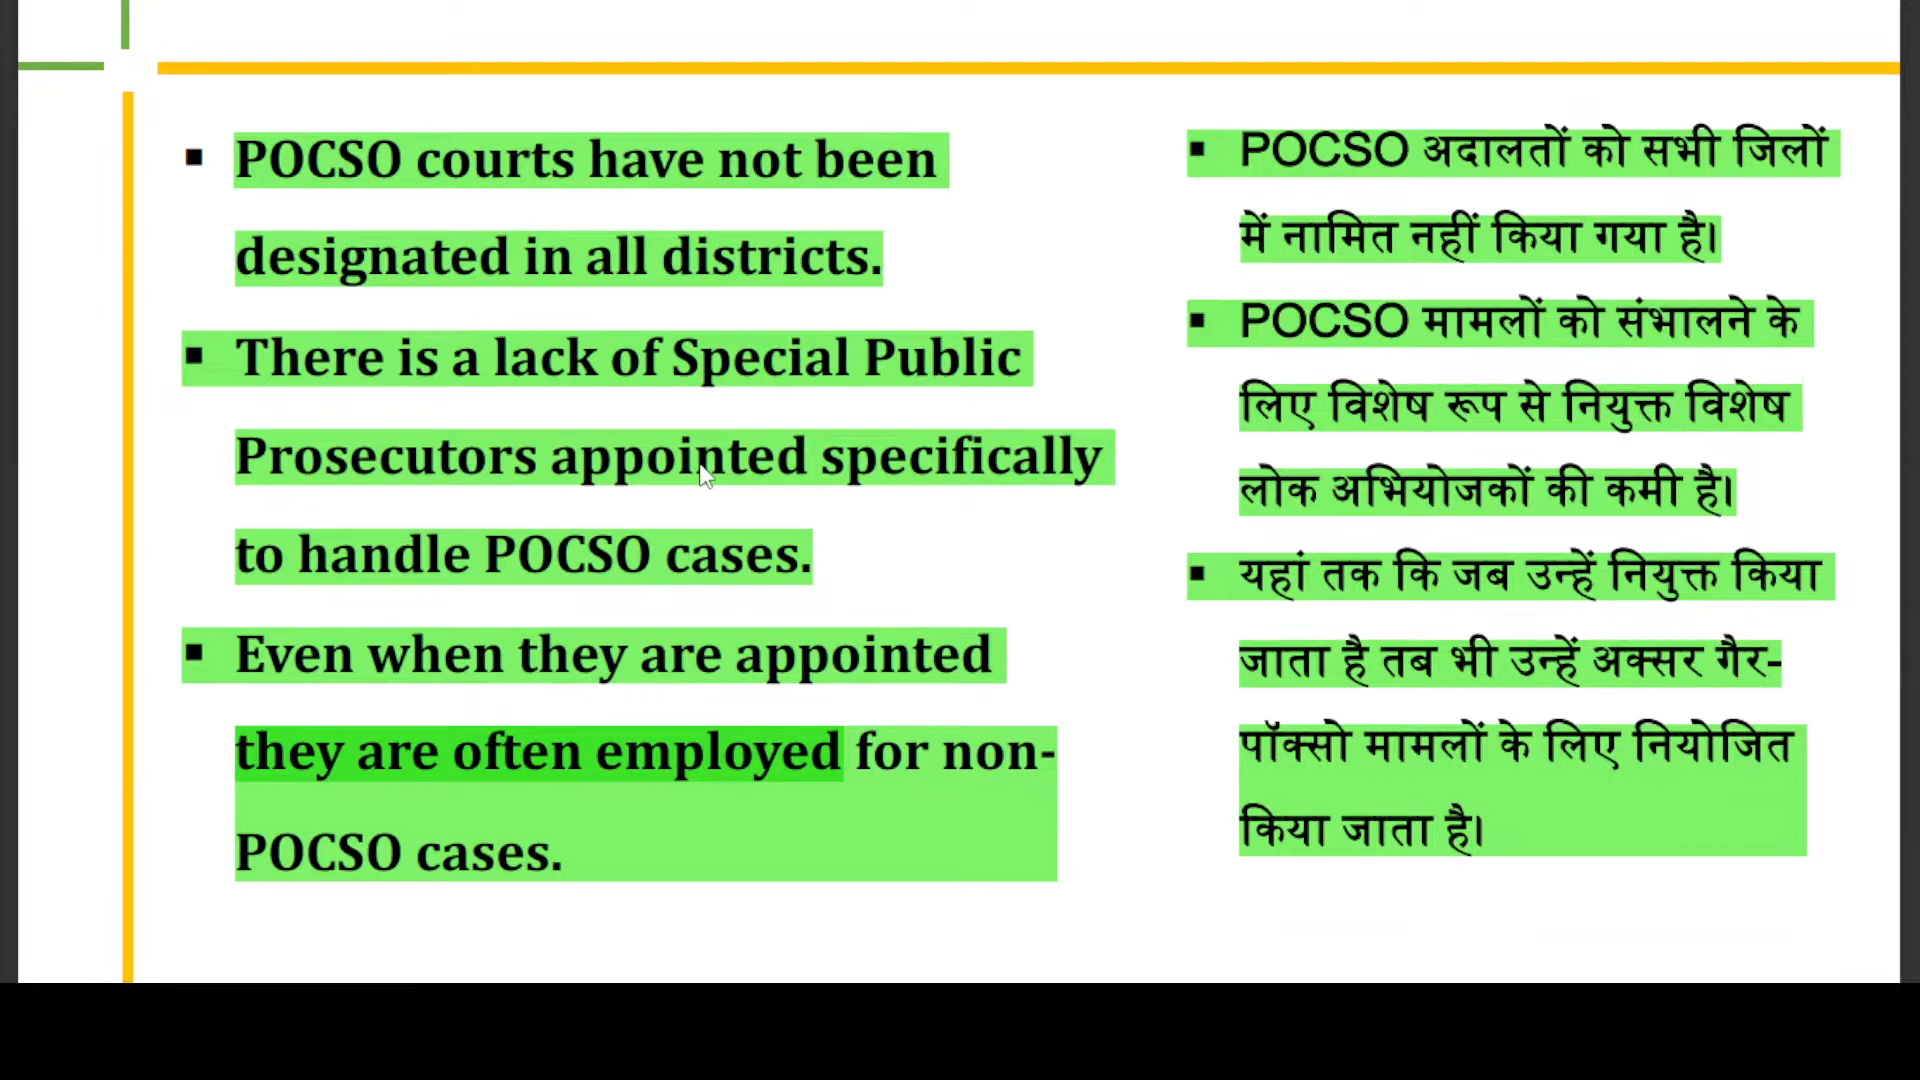 ▪ POCSO courts have not been
designated in all districts.
▪ There is a lack of Special Public
Prosecutors appointed specifically
to handle POCSO cases.
▪ Even when they are appointed
they are often employed for non-
POCSO cases.
▪ POCSO अदालतों को सभी जिलों
में नामित नहीं किया गया है।
▪ POCSO मामलों को संभालने के
लिए विशेष रूप से नियुक्त विशेष
लोक अभियोजकों की कमी है।
▪ यहां तक कि जब उन्हें नियुक्त किया
जाता है तब भी उन्हें अक्सर गैर-
पॉक्सो मामलों के लिए नियोजित
किया जाता है।